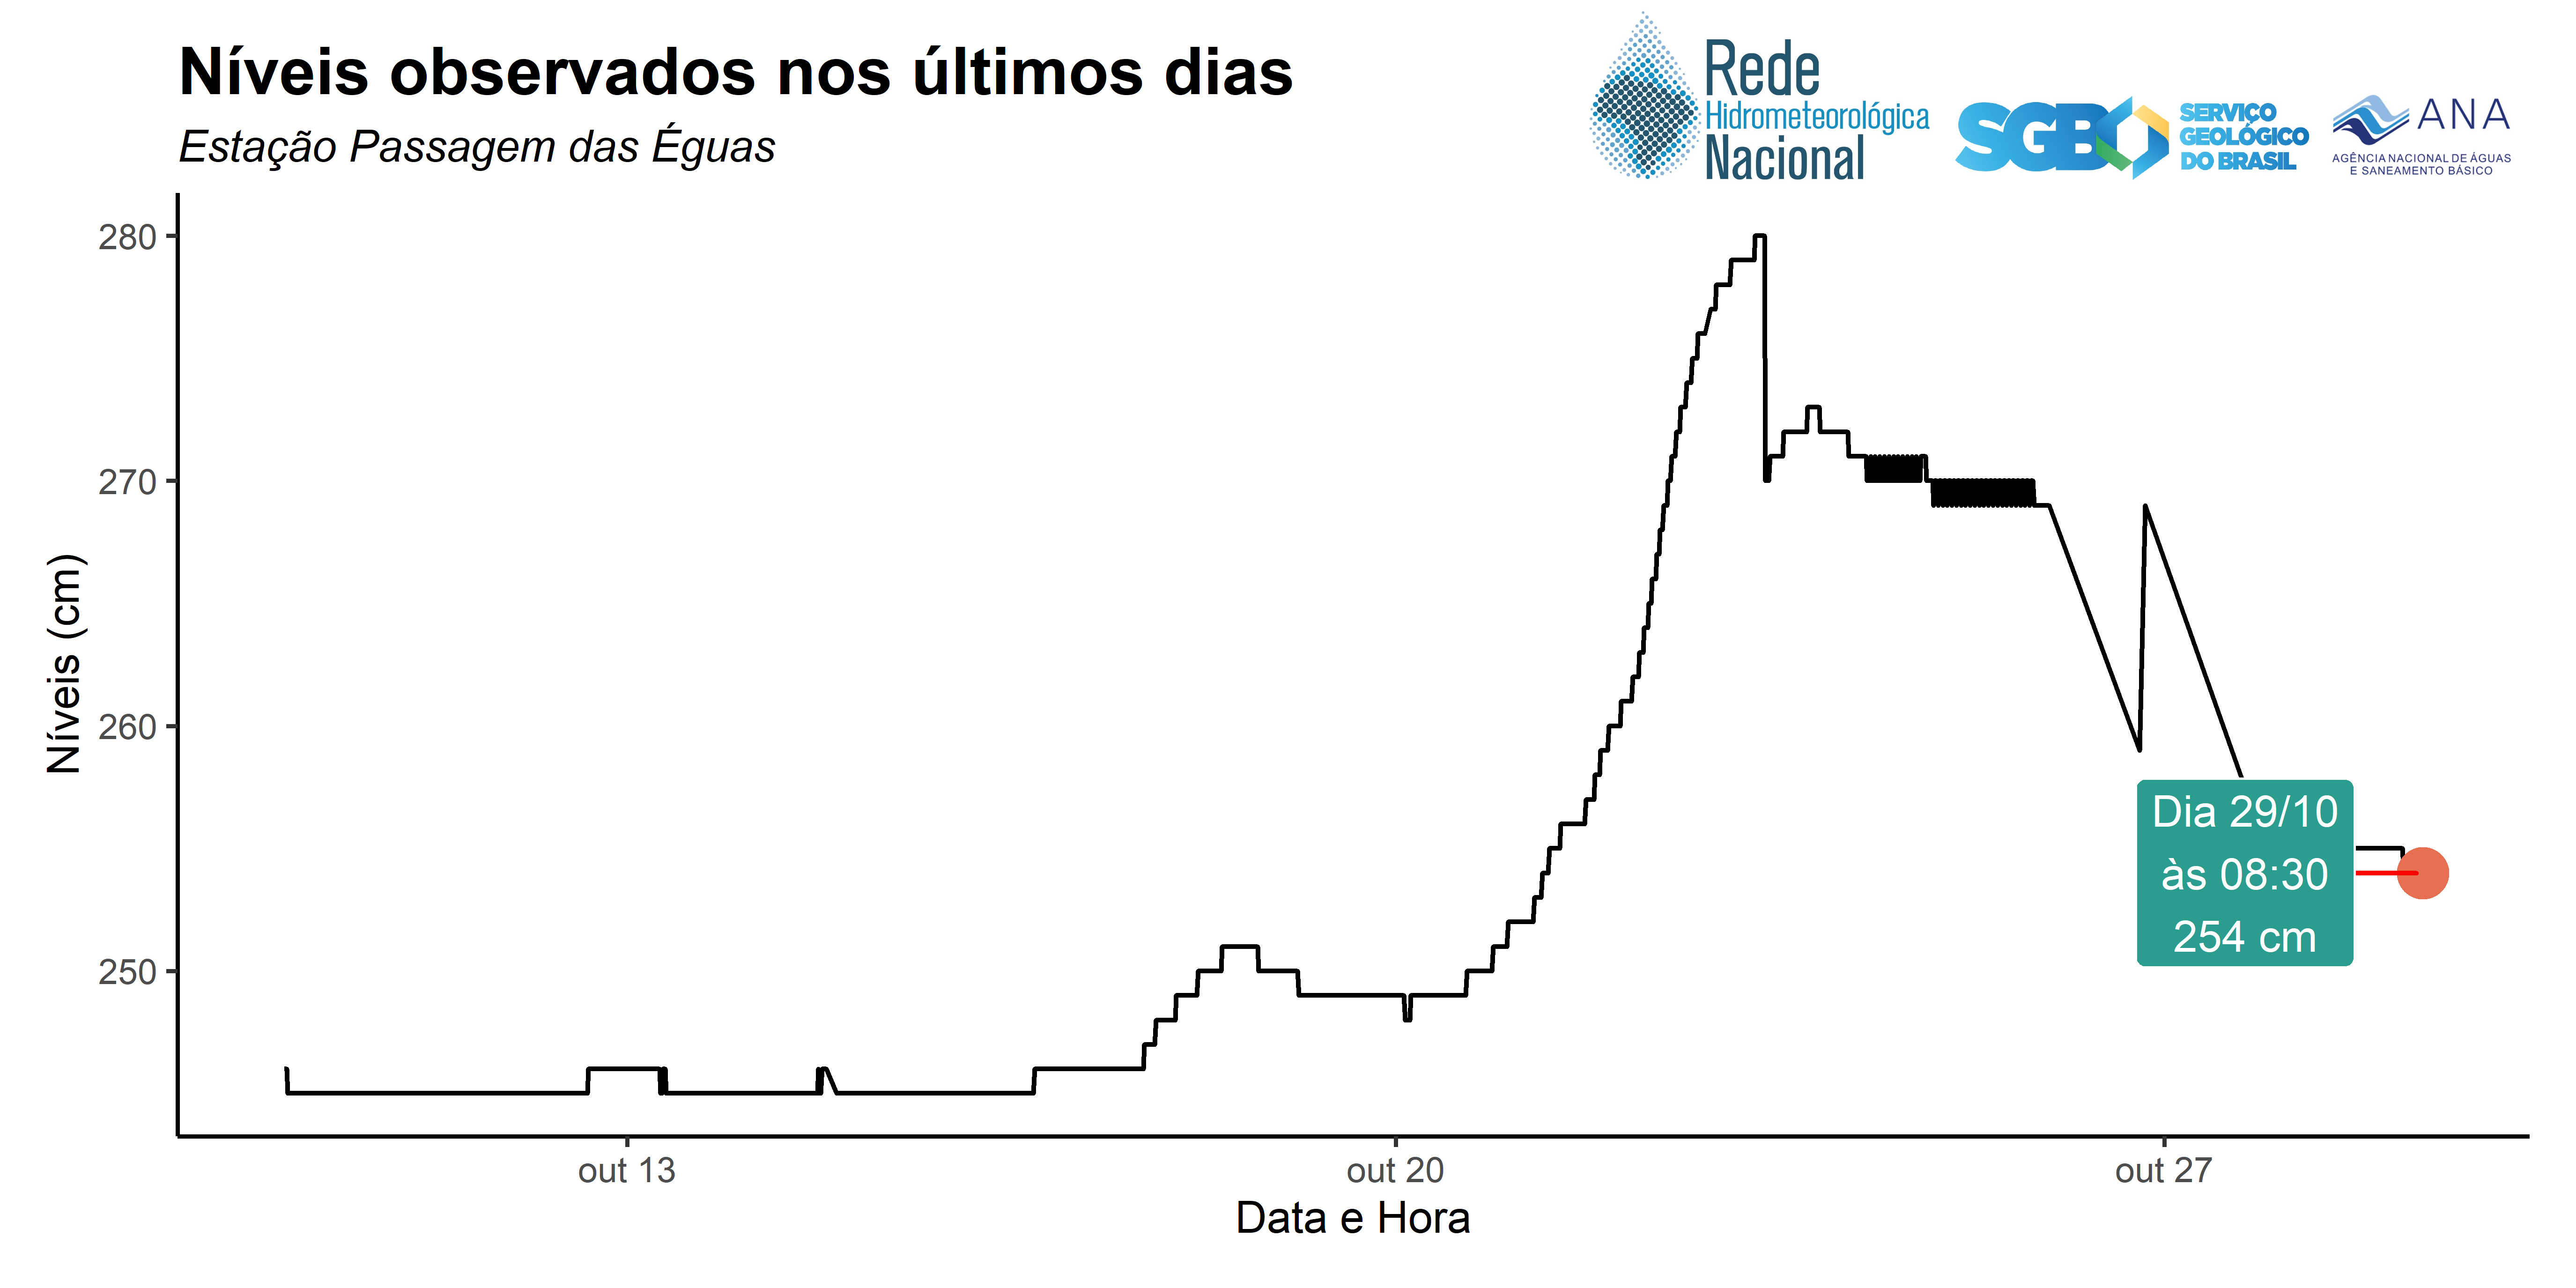 Níveis observados nos últimos dias
Estação Passagem das Éguas
Rede
Hidrometeorológica
Nacional
SGB
SERVIÇO
GEOLÓGICO
DO BRASIL
ANA
AGÊNCIA NACIONAL DE ÁGUAS
E SANEAMENTO BÁSICO
Níveis (cm)
280
270
260
250
Dia 29/10
às 08:30
254 cm
out 13
out 20
out 27
Data e Hora